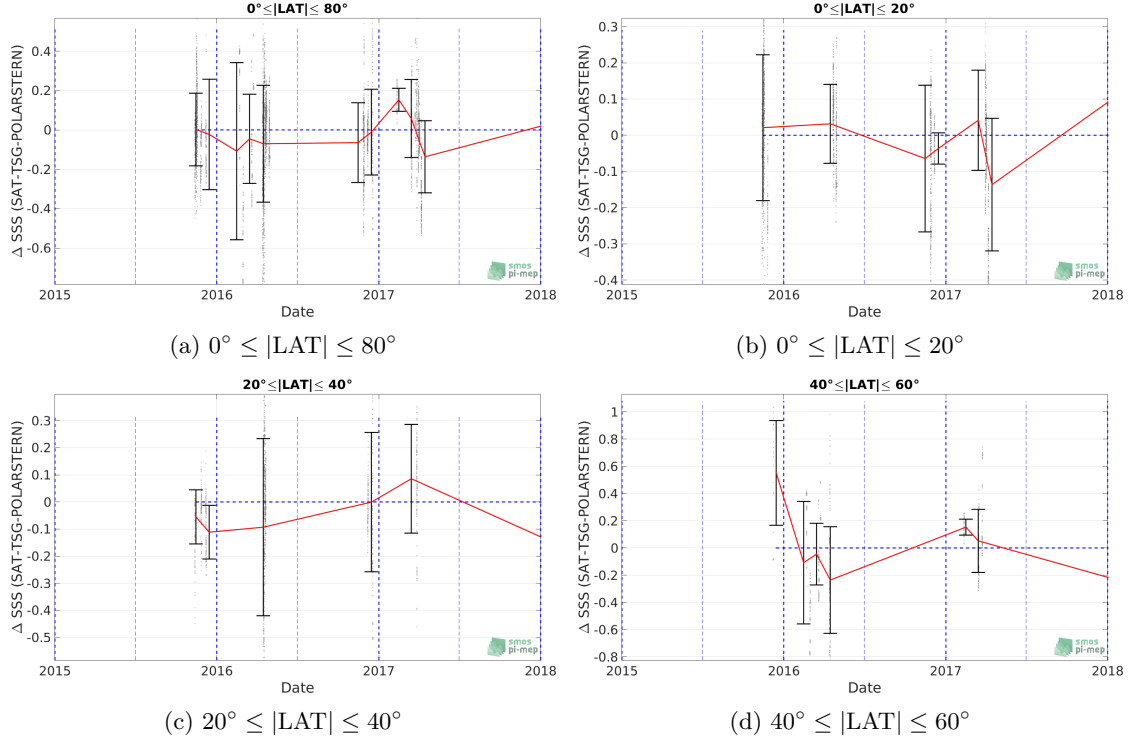 0°≤|LAT|≤ 80°
Δ SSS (SAT-TSG-POLARSTERN)
0.4
0.2
0
-0.2
-0.4
-0.6
smos
pi-mep
2015
2016
2017
2018
Date
(a) 0° ≤ |LAT| ≤ 80°
0°≤|LAT|≤ 20°
Δ SSS (SAT-TSG-POLARSTERN)
0.3
0.2
0.1
0
-0.1
-0.2
-0.3
-0.4
smos
pi-mep
2015
2016
2017
2018
Date
(b) 0° ≤ |LAT| ≤ 20°
20°≤|LAT|≤ 40°
Δ SSS (SAT-TSG-POLARSTERN)
0.3
0.2
0.1
0
-0.1
-0.2
-0.3
-0.4
-0.5
smos
pi-mep
2015
2016
2017
2018
Date
(c) 20° ≤ |LAT| ≤ 40°
40°≤|LAT|≤ 60°
Δ SSS (SAT-TSG-POLARSTERN)
1
0.8
0.6
0.4
0.2
0
-0.2
-0.4
-0.6
-0.8
smos
pi-mep
2015
2016
2017
2018
Date
(d) 40° ≤ |LAT| ≤ 60°